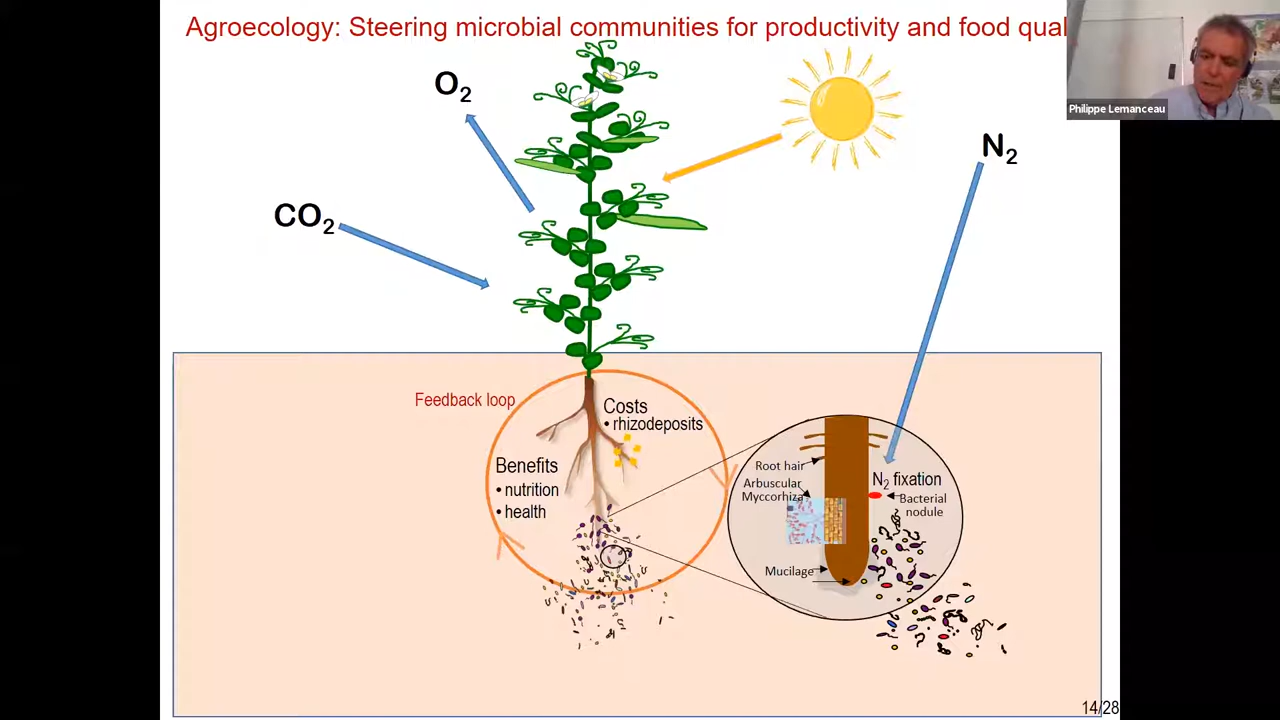 Agroecology: Steering microbial communities for productivity and food qual
Philippe Lemanceau
O2
N2
CO2
Feedback loop
Costs
• rhizodeposits
Benefits
• nutrition
• health
Root hair
Arbuscular
Myccorhiza
N2 fixation
Bacterial
nodule
Mucilage
14/28